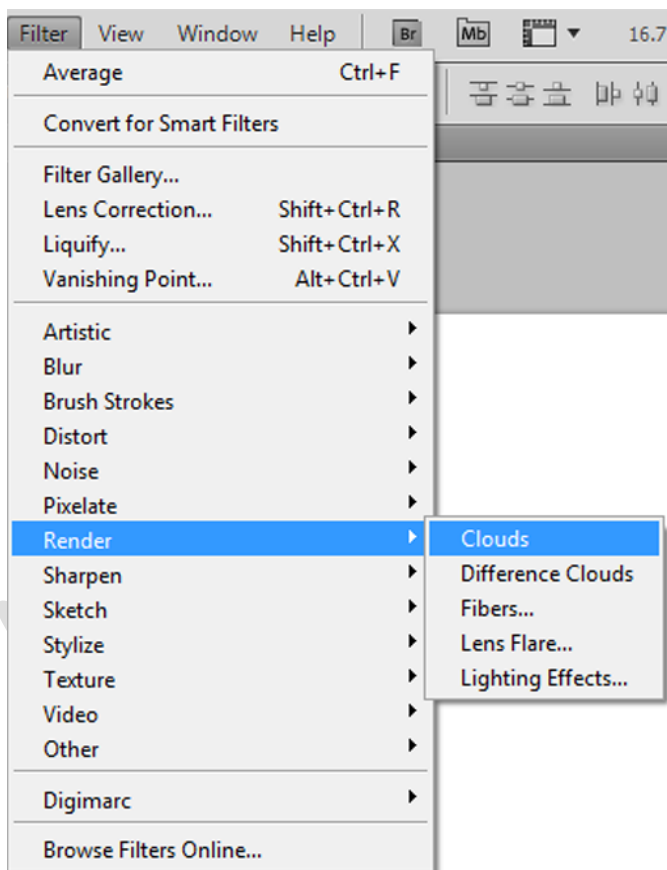 Filter View Window Help Br Mb 16.7
Average Ctrl+F
Convert for Smart Filters
Filter Gallery...
Lens Correction... Shift+Ctrl+R
Liquify... Shift+Ctrl+X
Vanishing Point... Alt+Ctrl+V
Artistic
Blur
Brush Strokes
Distort
Noise
Pixelate
Render
Clouds
Sharpen
Difference Clouds
Sketch
Fibers...
Stylize
Lens Flare...
Texture
Lighting Effects...
Video
Other
Digimarc
Browse Filters Online...